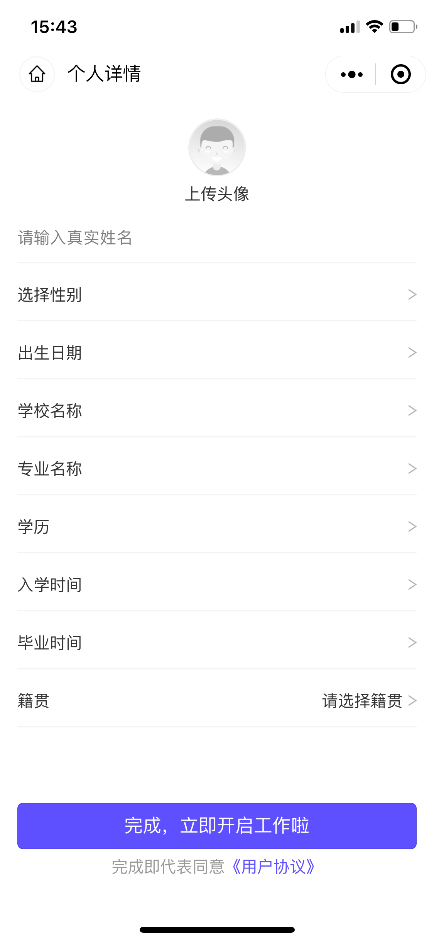 15:43
个人详情
上传头像
请输入真实姓名
选择性别
出生日期
学校名称
专业名称
学历
入学时间
毕业时间
籍贯 请选择籍贯
完成，立即开启工作啦
完成即代表同意《用户协议》